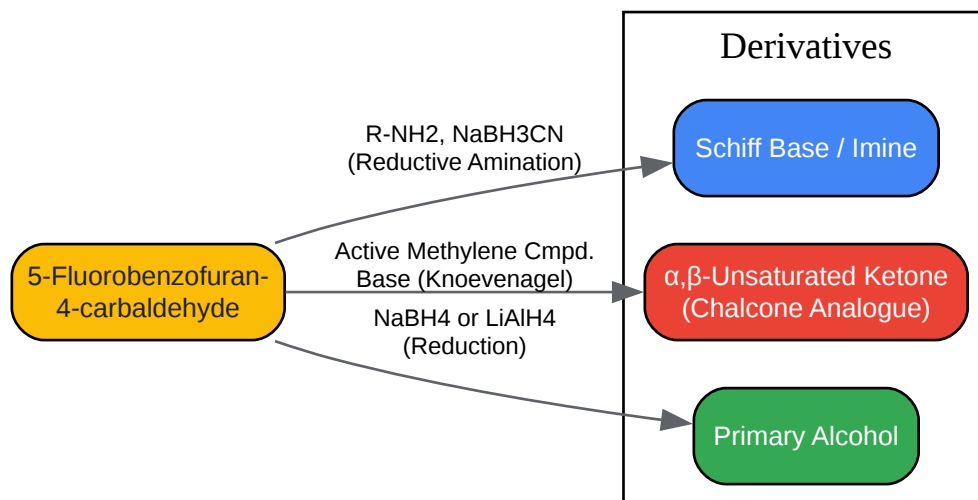 Derivatives
R-NH2, NaBH3CN
(Reductive Amination)
Schiff Base / Imine
5-Fluorobenzofuran-
4-carbaldehyde
Active Methylene Cmpd.
Base (Knoevenagel)
α,β-Unsaturated Ketone
(Chalcone Analogue)
NaBH4 or LiAlH4
(Reduction)
Primary Alcohol